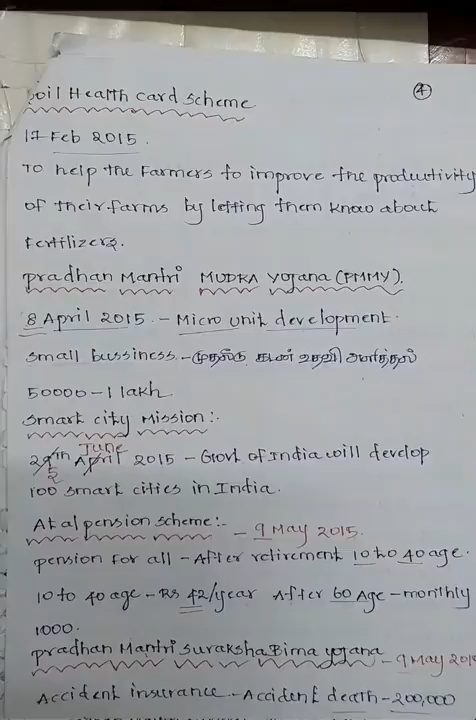 Soil Health card scheme
4
17 Feb 2015.
To help the Farmers to improve the productivity
of their farms by letting them know about
Fertilizers.
pradhan Mantri MUDRA Yojana (PMMY).
8 April 2015. - Micro unit development.
small bussiness - முதலீடு கடன் உதவி அளித்தல்
50000 - 1 lakh
Smart city Mission:-
25th June 2015 - Govt of India will develop
100 smart cities in India.
Atal pension scheme:- - 9 May 2015.
pension for all - After retirement 10 to 40 age.
10 to 40 age - Rs 42/year After 60 Age - monthly
1000.
pradhan Mantri Suraksha Bima yojana - 9 May 201
Accident insurance - Accident death - 200,000